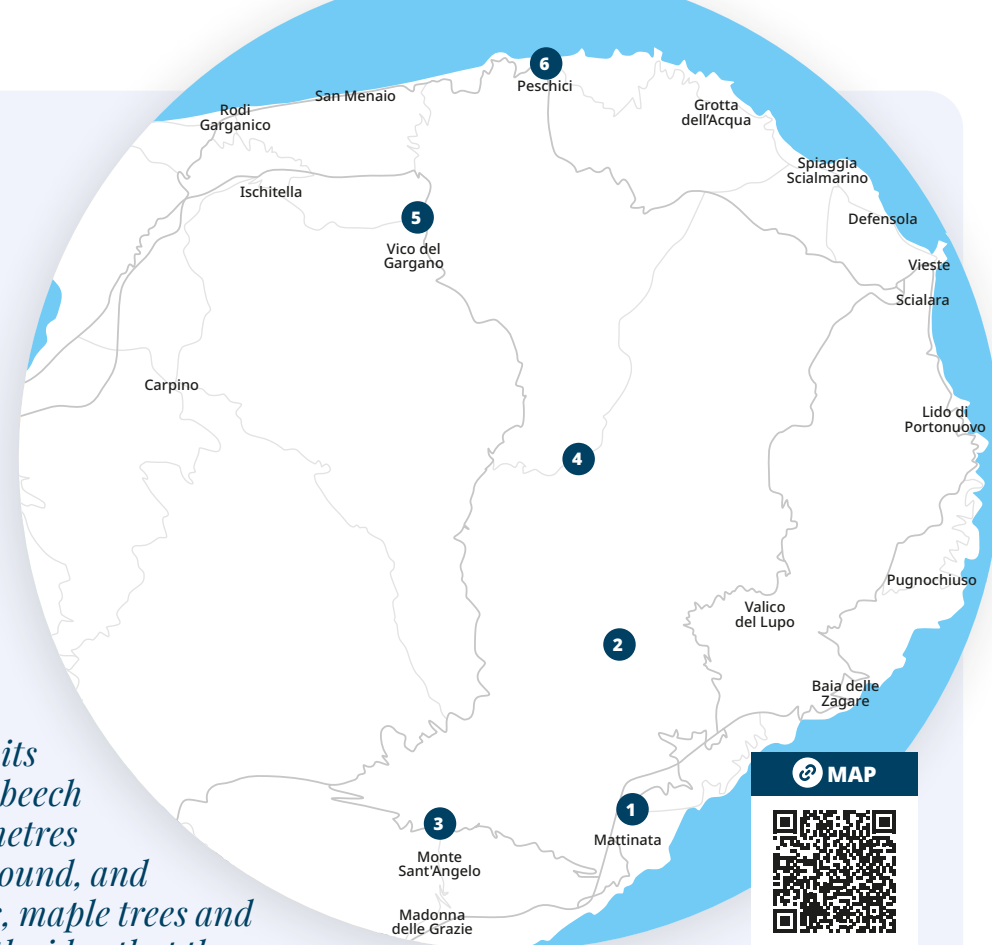 6
Peschici
San Menaio
Rodi
Garganico
Grotta
dell'Acqua
Spiaggia
Scialmarino
Ischitella
5
Defensola
Vico del
Gargano
Vieste
Scialara
Carpino
Lido di
Portonuovo
4
Pugnochiuso
Valico
del Lupo
2
Baia delle
Zagare
its
beech
MAP
1
3
Mattinata
Monte
Sant'Angelo
Madonna
delle Grazie
ound, and
, maple trees and